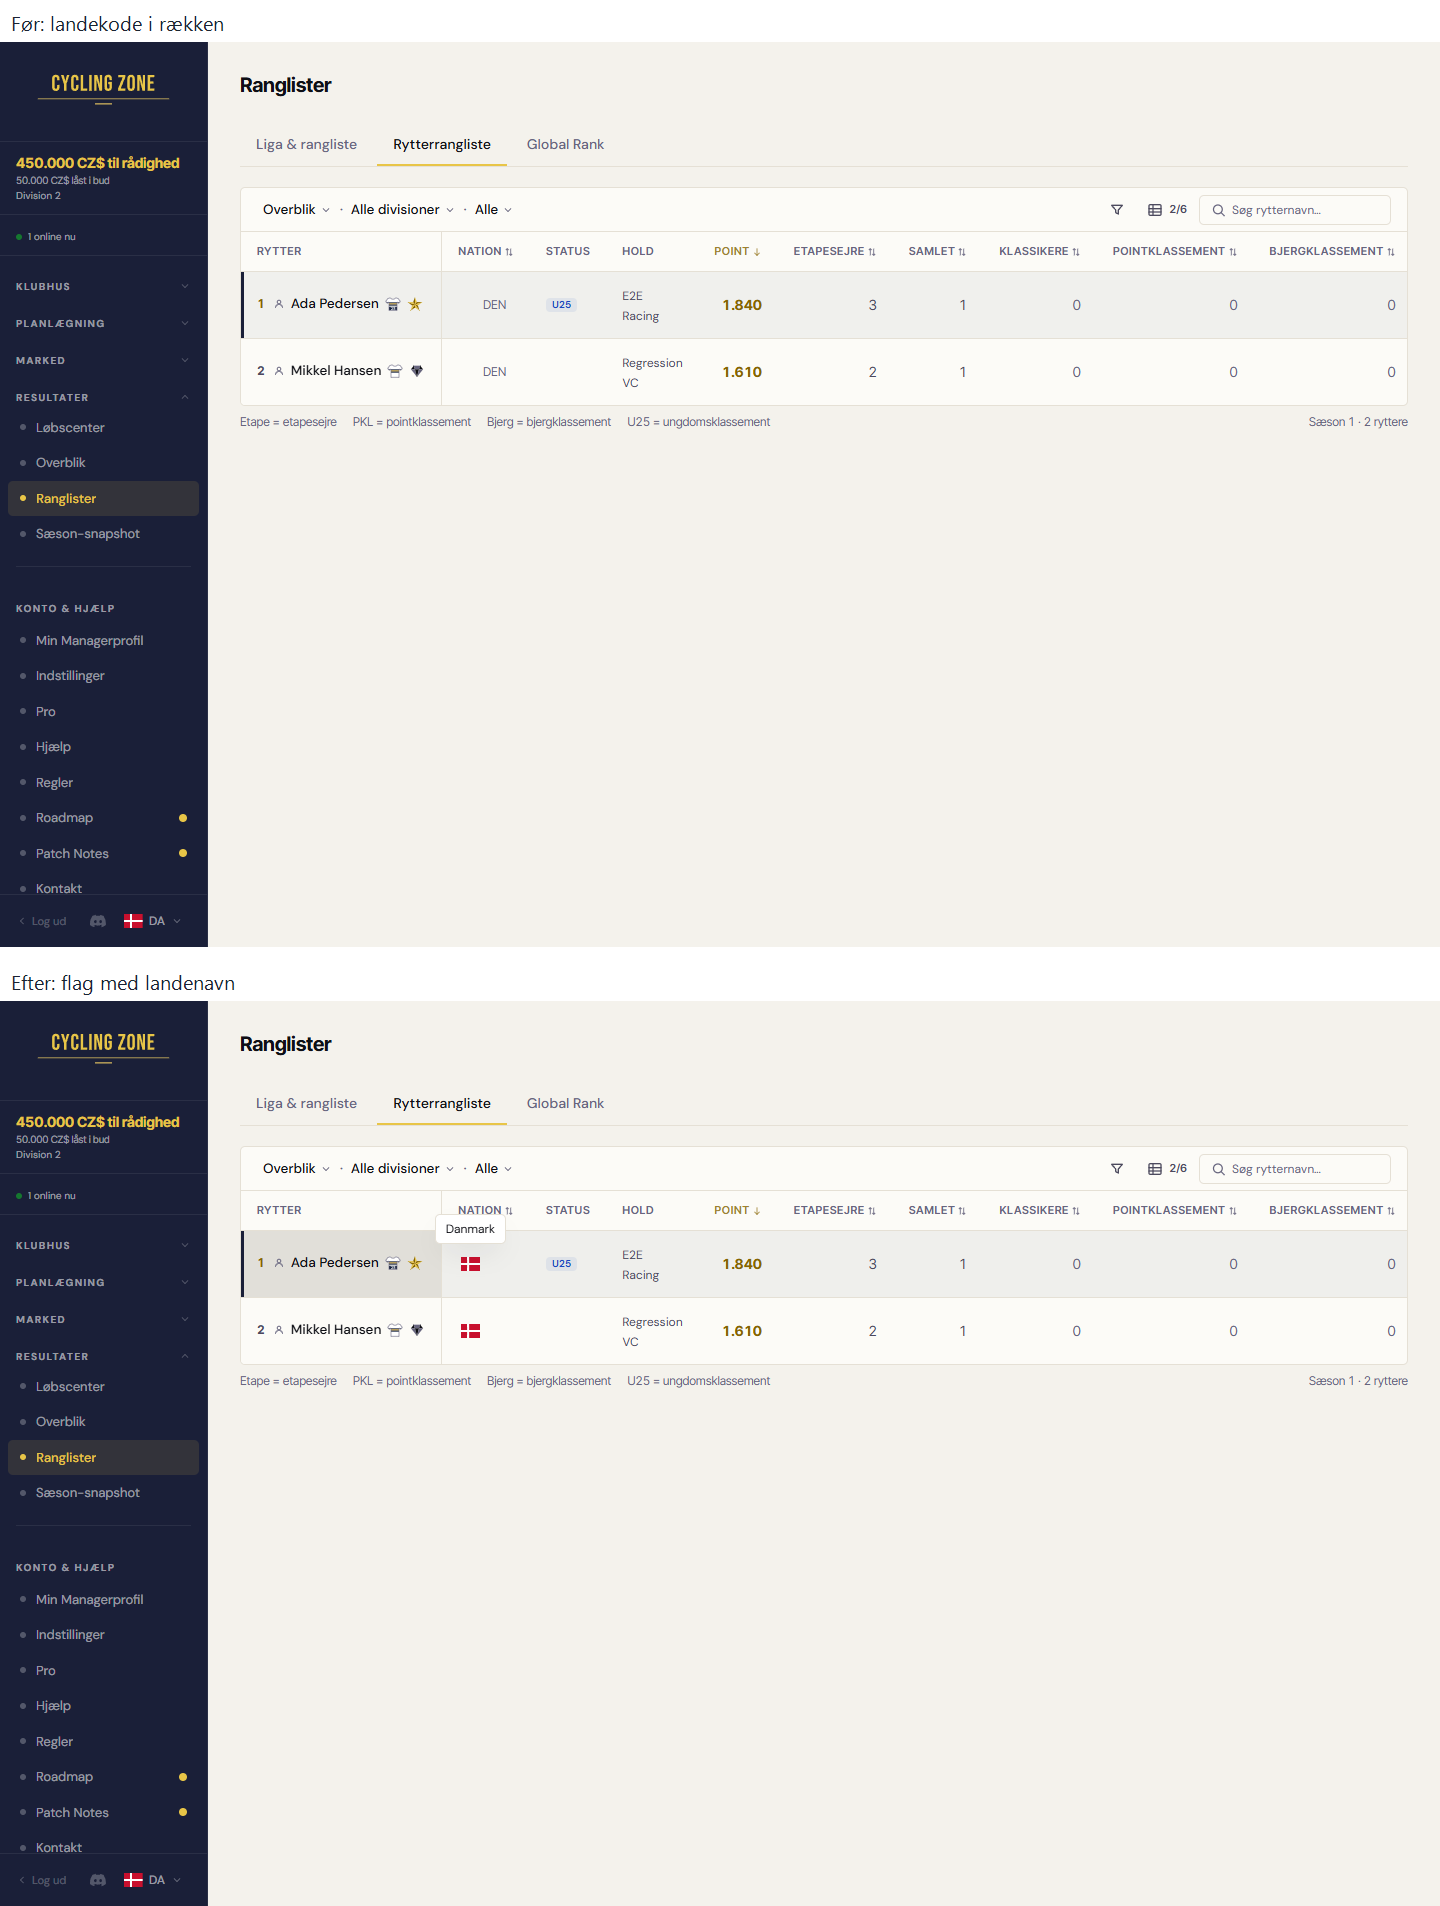 Før: landekode i rækken
CYCLING ZONE
450.000 CZ$ til rådighed
50.000 CZ$ låst i bud
Division 2
1 online nu
KLUBHUS
PLANLÆGNING
MARKED
RESULTATER
Løbscenter
Overblik
Ranglister
Sæson-snapshot
KONTO & HJÆLP
Min Managerprofil
Indstillinger
Pro
Hjælp
Regler
Roadmap
Patch Notes
Kontakt
Log ud DA
Ranglister
Liga & rangliste Rytterrangliste Global Rank
Overblik · Alle divisioner · Alle 2/6 Søg rytternavn...
RYTTER NATION STATUS HOLD POINT ETAPESEJRE SAMLET KLASSIKERE POINTKLASSEMENT BJERGKLASSEMENT
1 Ada Pedersen DEN U25 E2E Racing 1.840 3 1 0 0 0
2 Mikkel Hansen DEN Regression VC 1.610 2 1 0 0 0
Etape = etapesejre PKL = pointklassement Bjerg = bjergklassement U25 = ungdomsklassement Sæson 1 · 2 ryttere
Efter: flag med landenavn
CYCLING ZONE
450.000 CZ$ til rådighed
50.000 CZ$ låst i bud
Division 2
1 online nu
KLUBHUS
PLANLÆGNING
MARKED
RESULTATER
Løbscenter
Overblik
Ranglister
Sæson-snapshot
KONTO & HJÆLP
Min Managerprofil
Indstillinger
Pro
Hjælp
Regler
Roadmap
Patch Notes
Kontakt
Log ud DA
Ranglister
Liga & rangliste Rytterrangliste Global Rank
Overblik · Alle divisioner · Alle 2/6 Søg rytternavn...
RYTTER NATION STATUS HOLD POINT ETAPESEJRE SAMLET KLASSIKERE POINTKLASSEMENT BJERGKLASSEMENT
Danmark
1 Ada Pedersen U25 E2E Racing 1.840 3 1 0 0 0
2 Mikkel Hansen Regression VC 1.610 2 1 0 0 0
Etape = etapesejre PKL = pointklassement Bjerg = bjergklassement U25 = ungdomsklassement Sæson 1 · 2 ryttere